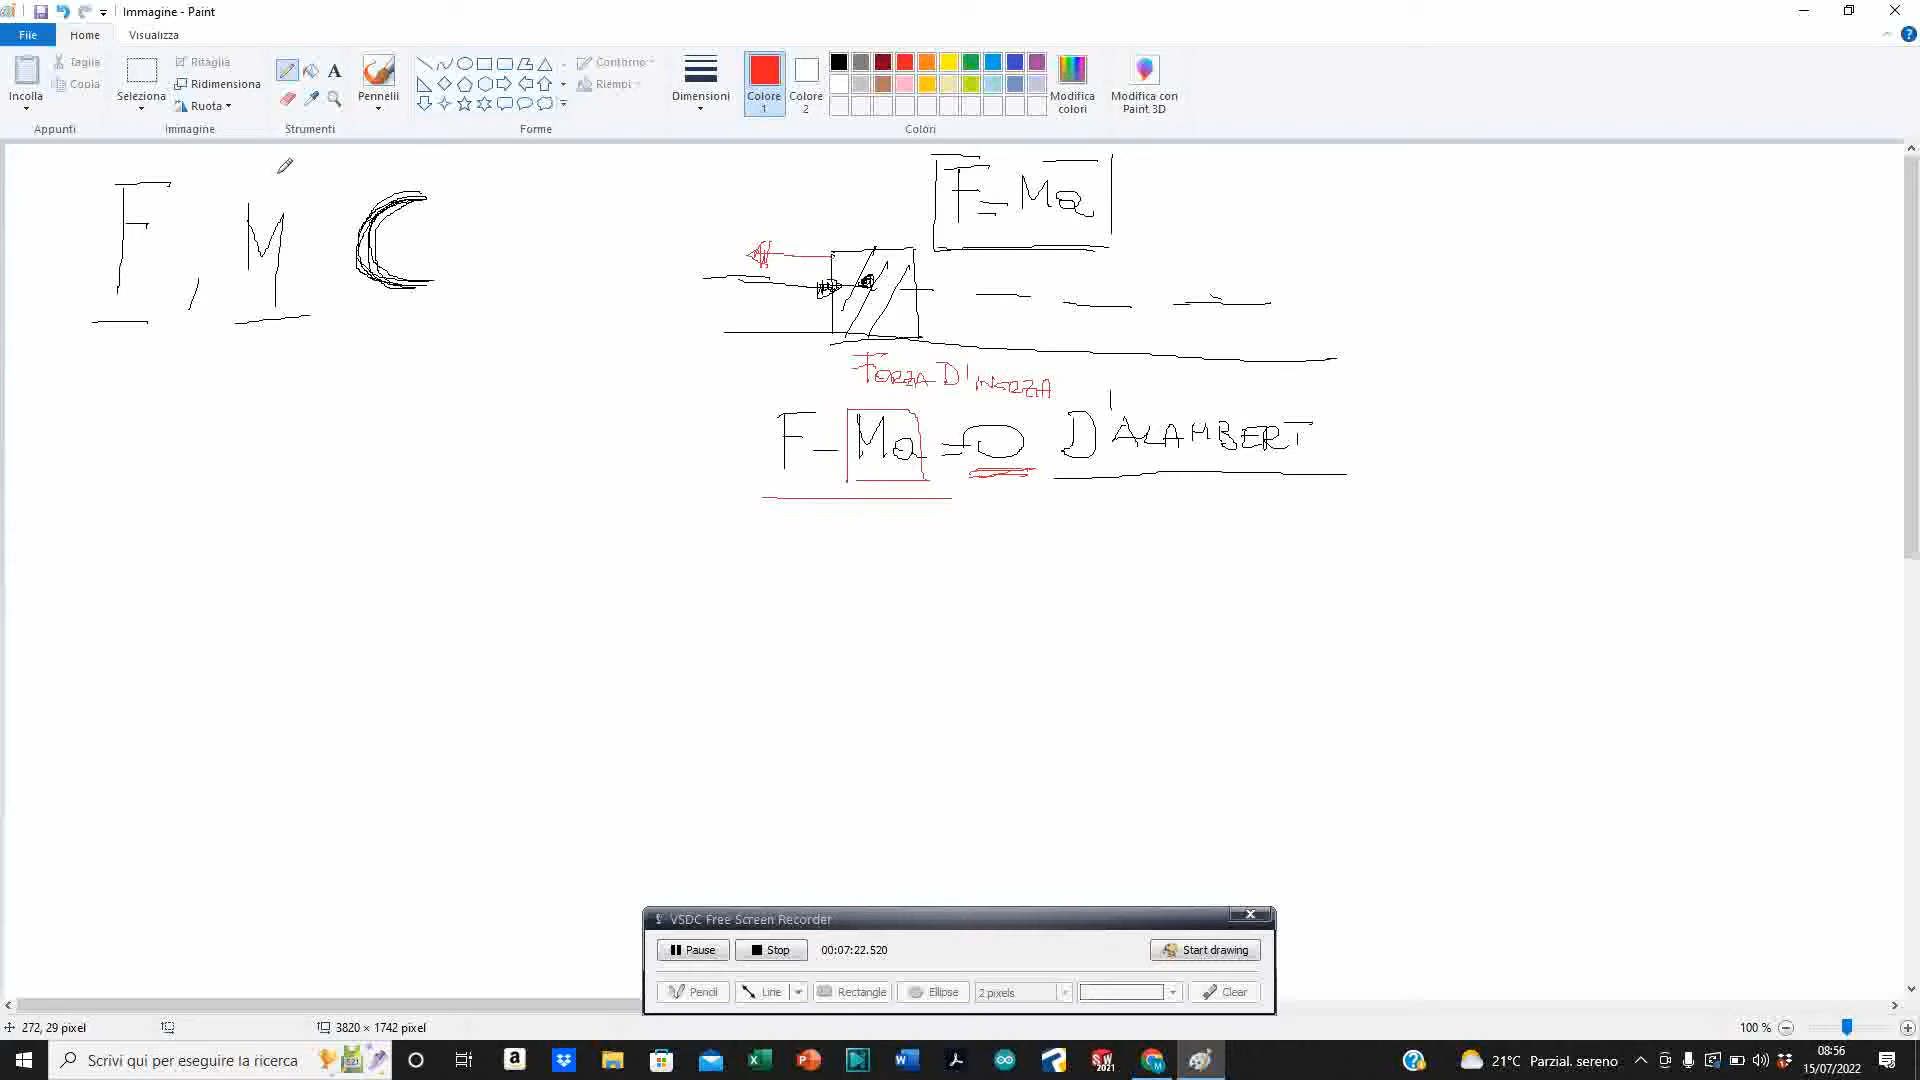 Immagine - Paint
File Home Visualizza
Incolla
Taglia
Copia
Appunti
Seleziona
Ritaglia
Ridimensiona
Ruota
Immagine
Strumenti
Pennelli
Forme
Contorno
Riempi
Dimensioni
Colore 1
Colore 2
Colori
Modifica colori
Modifica con Paint 3D
F, M C
F = Ma
FORZA D'INERZIA
F - Ma = 0 D'ALAMBERT
VSDC Free Screen Recorder
Pause Stop 00:07:22.520 Start drawing
Pencil Line Rectangle Ellipse 2 pixels Clear
272, 29 pixel 3820 × 1742 pixel 100 %
Scrivi qui per eseguire la ricerca
21°C Parzial. sereno
08:56
15/07/2022